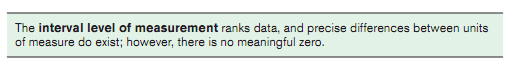 The interval level of measurement ranks data, and precise differences between units
of measure do exist; however, there is no meaningful zero.